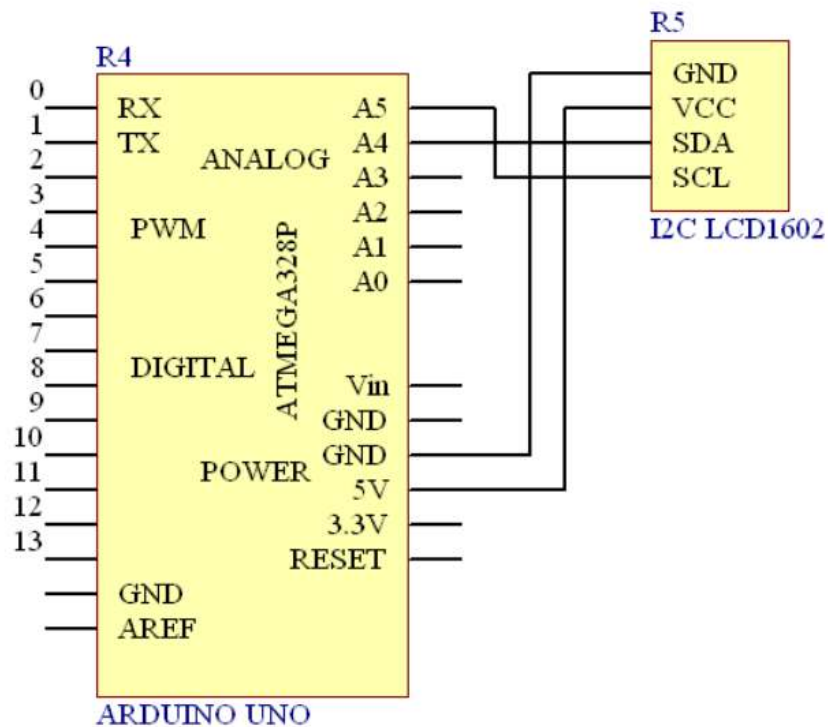 R4
0
1
2
3
4
5
6
7
8
9
10
11
12
13
RX
TX
ANALOG
PWM
DIGITAL
POWER
ATMEGA328P
GND
AREF
A5
A4
A3
A2
A1
A0
Vin
GND
GND
5V
3.3V
RESET
ARDUINO UNO
R5
GND
VCC
SDA
SCL
I2C LCD1602